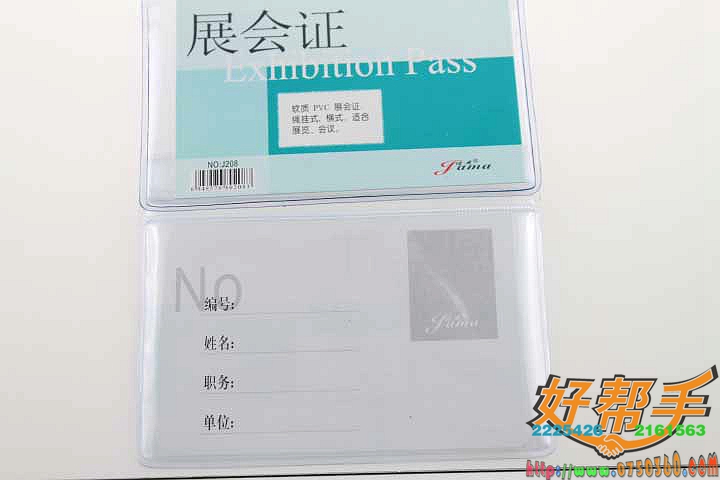 展会证
Exhibition Pass
软质 PVC 展会证
绳挂式、横式、适合
展览、会议。
NO:J208
Jama
No
编号:
姓名:
职务:
单位:
Jama
好帮手
2225426 2161563
http://www.0750360.com